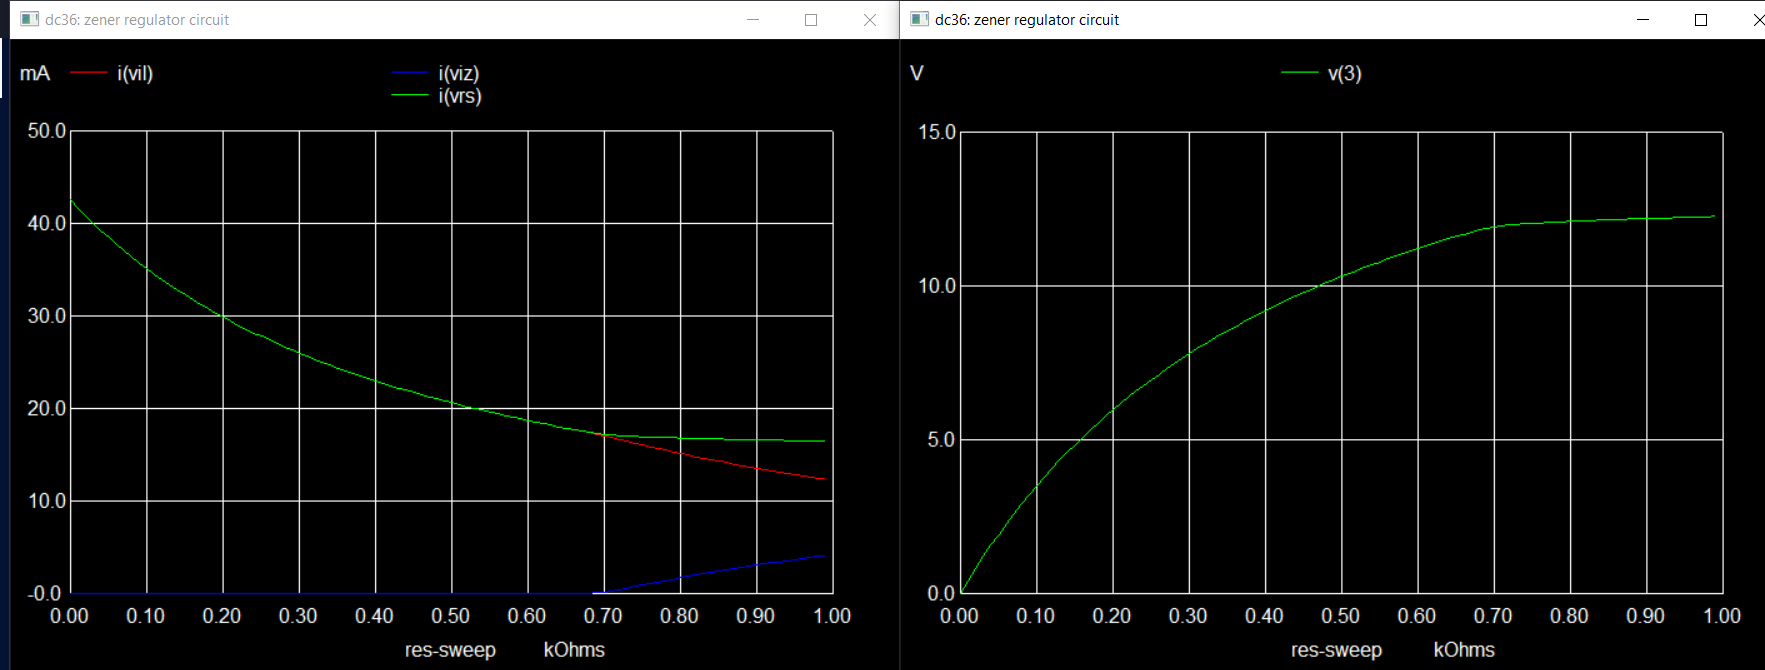 dc36: zener regulator circuit
mA i(vil) i(viz)
i(vrs)
50.0
40.0
30.0
20.0
10.0
-0.0
0.00 0.10 0.20 0.30 0.40 0.50 0.60 0.70 0.80 0.90 1.00
res-sweep kOhms
dc36: zener regulator circuit
V v(3)
15.0
10.0
5.0
0.0
0.00 0.10 0.20 0.30 0.40 0.50 0.60 0.70 0.80 0.90 1.00
res-sweep kOhms